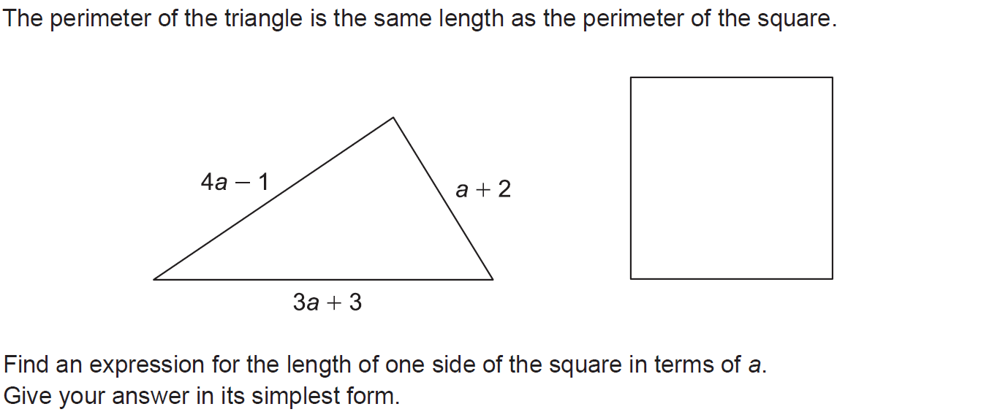 The perimeter of the triangle is the same length as the perimeter of the square.
4a – 1
a + 2
3a + 3
Find an expression for the length of one side of the square in terms of a.
Give your answer in its simplest form.